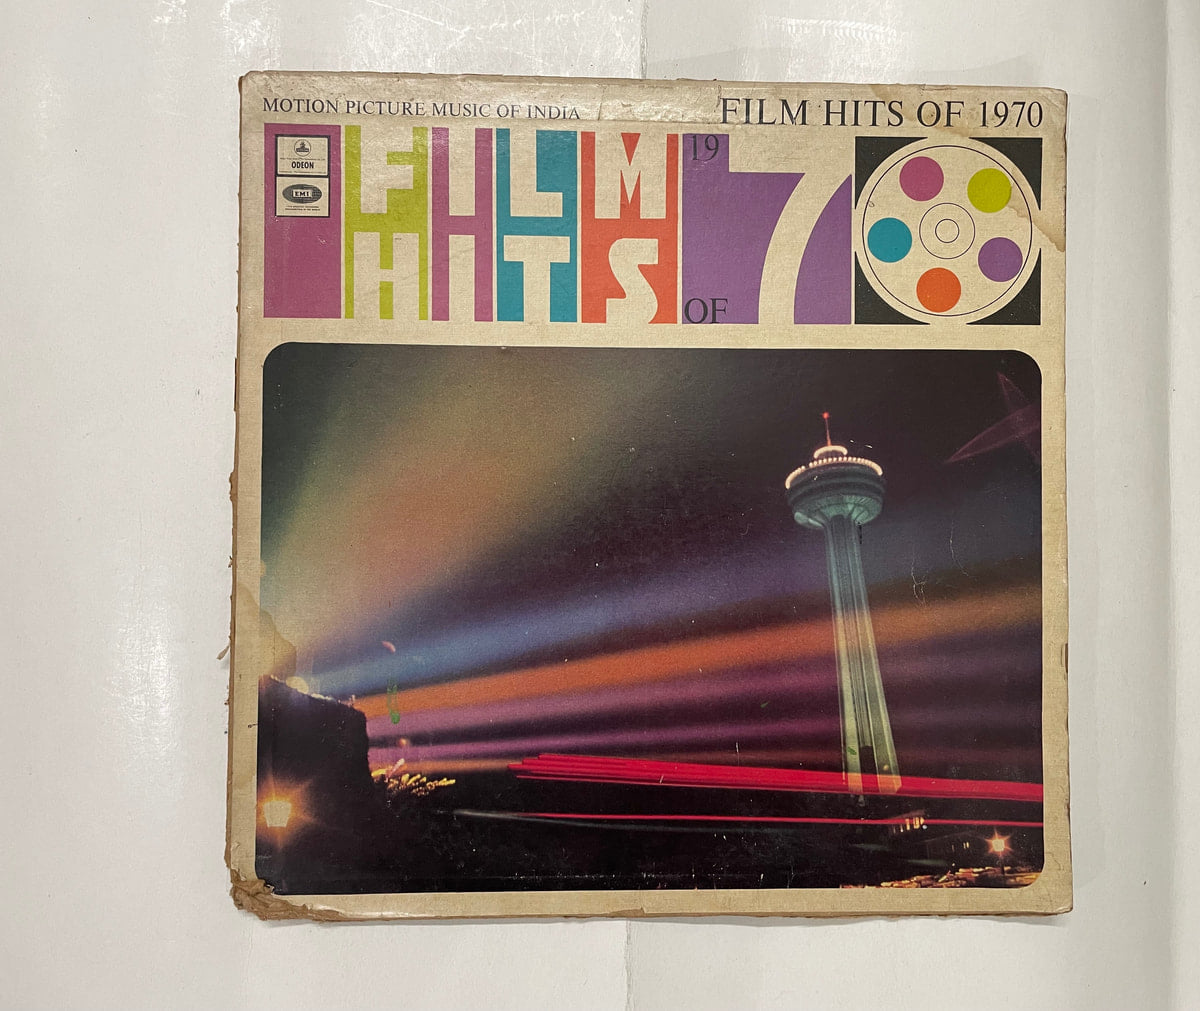 MOTION PICTURE MUSIC OF INDIA
FILM HITS OF 1970
ODEON
EMI
FILM
HITS
19
OF
70